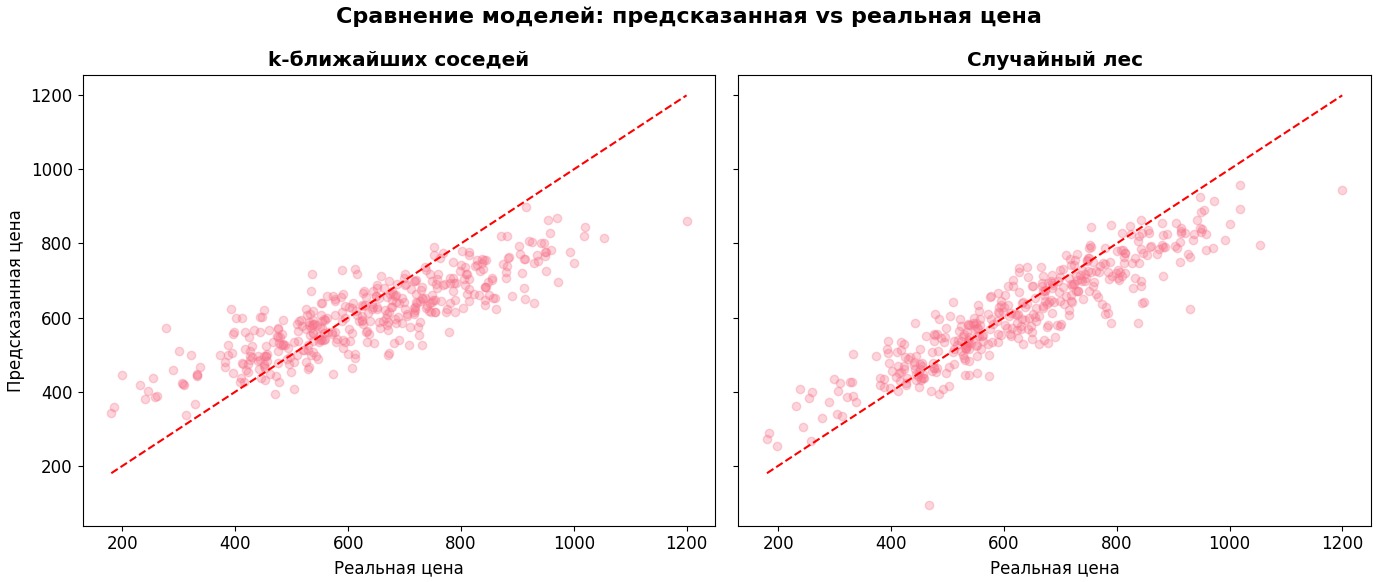 Сравнение моделей: предсказанная vs реальная цена
k-ближайших соседей
Случайный лес
1200
1000
800
600
400
200
Предсказанная цена
200 400 600 800 1000 1200
200 400 600 800 1000 1200
Реальная цена
Реальная цена